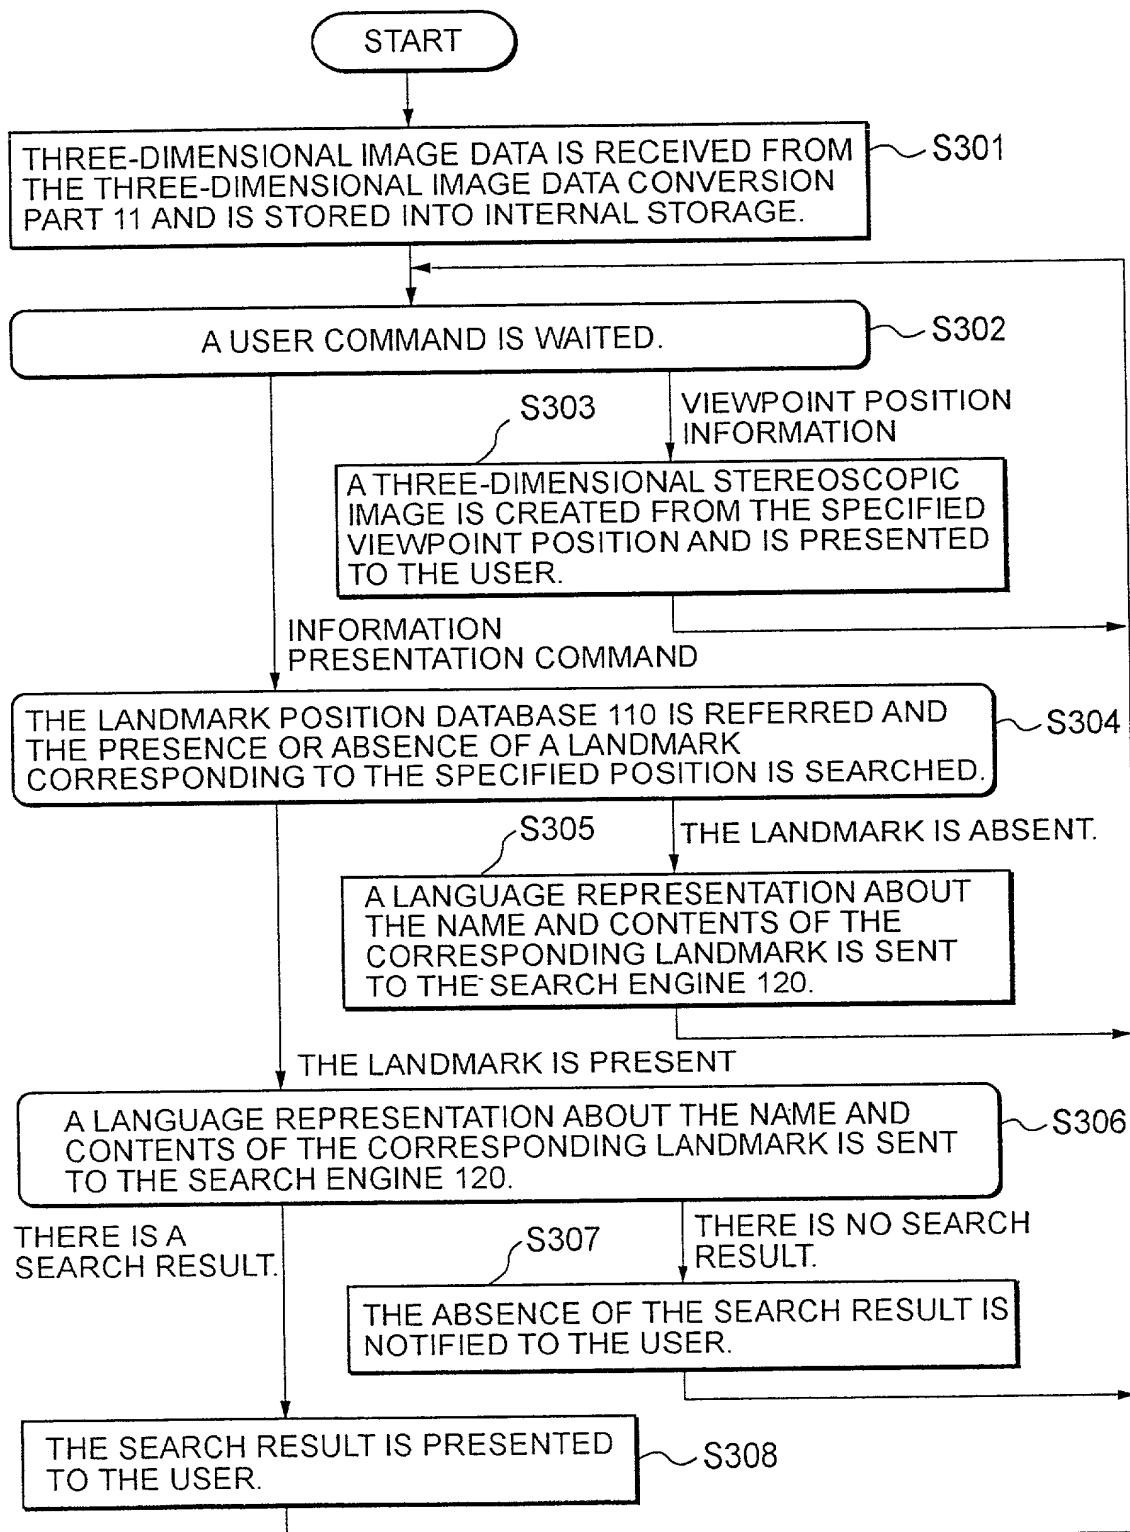 START
THREE-DIMENSIONAL IMAGE DATA IS RECEIVED FROM
THE THREE-DIMENSIONAL IMAGE DATA CONVERSION
PART 11 AND IS STORED INTO INTERNAL STORAGE.
S301
A USER COMMAND IS WAITED.
S302
S303
VIEWPOINT POSITION
INFORMATION
A THREE-DIMENSIONAL STEREOSCOPIC
IMAGE IS CREATED FROM THE SPECIFIED
VIEWPOINT POSITION AND IS PRESENTED
TO THE USER.
INFORMATION
PRESENTATION COMMAND
THE LANDMARK POSITION DATABASE 110 IS REFERRED AND
THE PRESENCE OR ABSENCE OF A LANDMARK
CORRESPONDING TO THE SPECIFIED POSITION IS SEARCHED.
S304
S305
THE LANDMARK IS ABSENT.
A LANGUAGE REPRESENTATION ABOUT
THE NAME AND CONTENTS OF THE
CORRESPONDING LANDMARK IS SENT
TO THE SEARCH ENGINE 120.
THE LANDMARK IS PRESENT
A LANGUAGE REPRESENTATION ABOUT THE NAME AND
CONTENTS OF THE CORRESPONDING LANDMARK IS SENT
TO THE SEARCH ENGINE 120.
S306
THERE IS A
SEARCH RESULT.
S307
THERE IS NO SEARCH
RESULT.
THE ABSENCE OF THE SEARCH RESULT IS
NOTIFIED TO THE USER.
THE SEARCH RESULT IS PRESENTED
TO THE USER.
S308